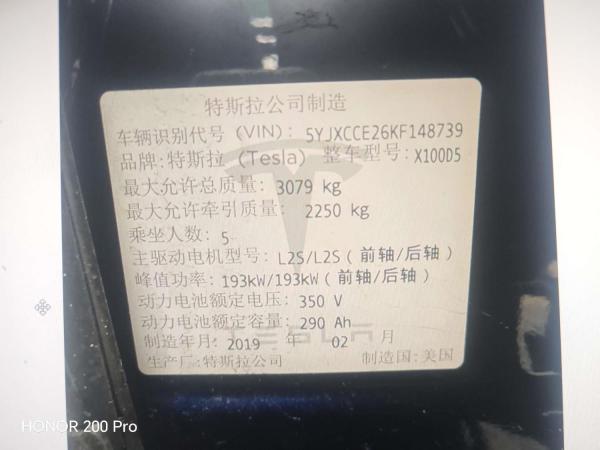 特斯拉公司制造
车辆识别代号 (VIN): 5YJXCCE26KF148739
品牌: 特斯拉 (Tesla) 整车型号: X100D5
最大允许总质量: 3079 kg
最大允许牵引质量: 2250 kg
乘坐人数: 5
主驱动电机型号: L2S/L2S (前轴/后轴)
峰值功率: 193kW/193kW (前轴/后轴)
动力电池额定电压: 350 V
动力电池额定容量: 290 Ah
TESLA
制造年月: 2019 年 02 月
生产厂: 特斯拉公司 制造国: 美国
HONOR 200 Pro